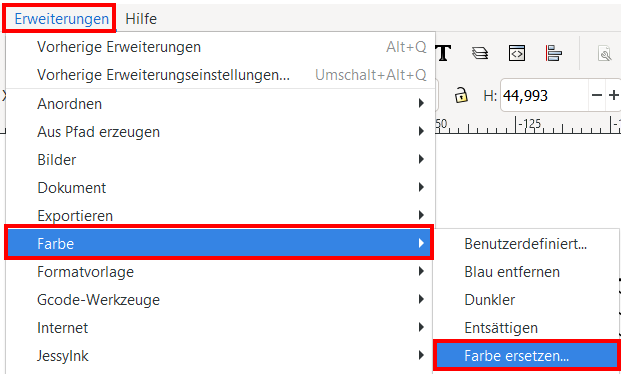 Erweiterungen Hilfe
Vorherige Erweiterungen Alt+Q
Vorherige Erweiterungseinstellungen... Umschalt+Alt+Q
H: 44,993
Anordnen
-125
Aus Pfad erzeugen
Bilder
Dokument
Exportieren
Farbe
Benutzerdefiniert...
Formatvorlage
Blau entfernen
Gcode-Werkzeuge
Dunkler
Internet
Entsättigen
JessyInk
Farbe ersetzen...